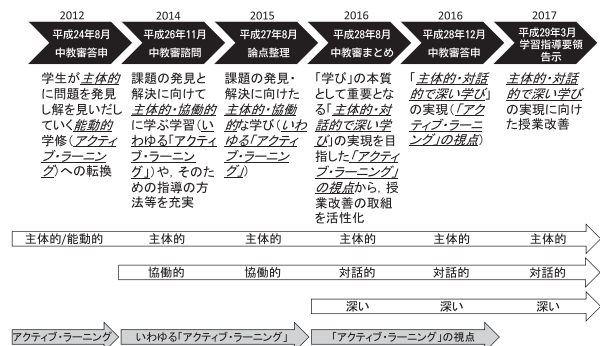 2012 2014 2015 2016 2016 2017
平成24年8月
中教審答申
平成26年11月
中教審諮問
平成27年8月
論点整理
平成28年8月
中教審まとめ
平成28年12月
中教審答申
平成29年3月
学習指導要領
告示
学生が主体的
に問題を発見
し解を見いだし
ていく能動的
学修(アクティ
ブ・ラーニン
グ)への転換
課題の発見と
解決に向けて
主体的・協働的
に学ぶ学習(い
わゆる「アクティ
ブ・ラーニン
グ」)や,そのた
めの指導の方
法等を充実
課題の発見・
解決に向けた
主体的・協働
的な学び(いわ
ゆる「アクティ
ブ・ラーニン
グ」)
「学び」の本質
として重要とな
る「主体的・対
話的で深い学
び」の実現を目
指した「アクティ
ブ・ラーニング」
の視点から,授
業改善の取組
を活性化
「主体的・対話
的で深い学び」
の実現(「アク
ティブ・ラーニ
ング」の視点)
主体的・対話
的で深い学び
の実現に向け
た授業改善
主体的/能動的 主体的 主体的 主体的 主体的 主体的
協働的 協働的 対話的 対話的 対話的
深い 深い 深い
アクティブ・ラーニング いわゆる「アクティブ・ラーニング」 「アクティブ・ラーニング」の視点